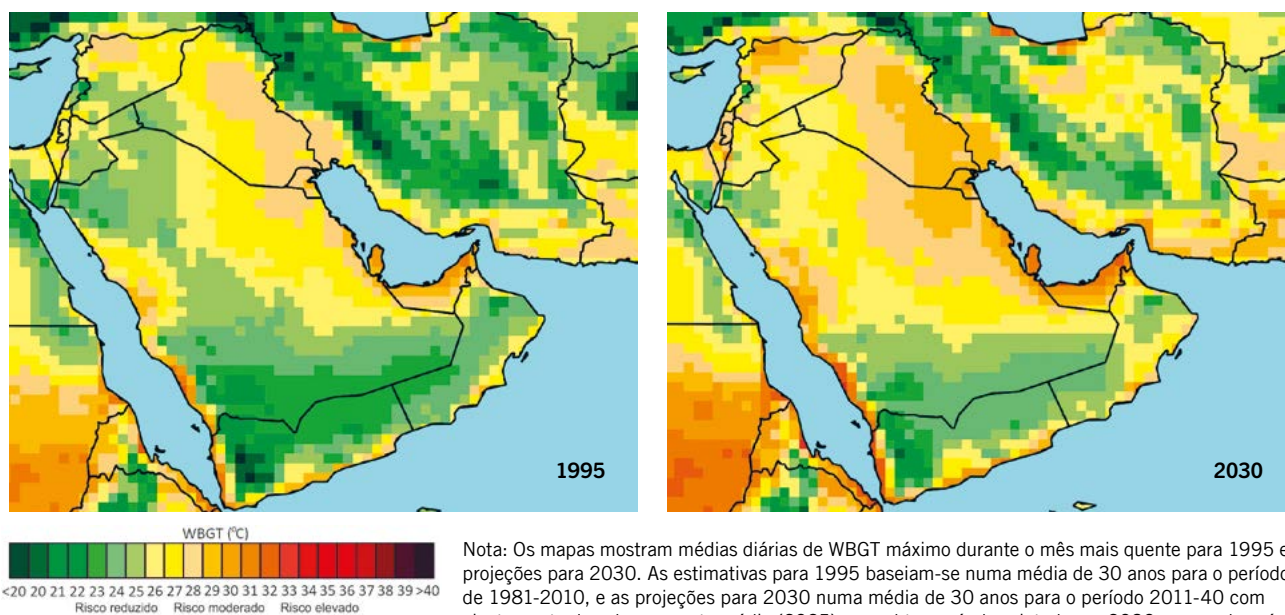 1995
2030
WBGT (°C)
<20 20 21 22 23 24 25 26 27 28 29 30 31 32 33 34 35 36 37 38 39 >40
Risco reduzido Risco moderado Risco elevado
Nota: Os mapas mostram médias diárias de WBGT máximo durante o mês mais quente para 1995 e
projeções para 2030. As estimativas para 1995 baseiam-se numa média de 30 anos para o período
de 1981-2010, e as projeções para 2030 numa média de 30 anos para o período 2011-40 com